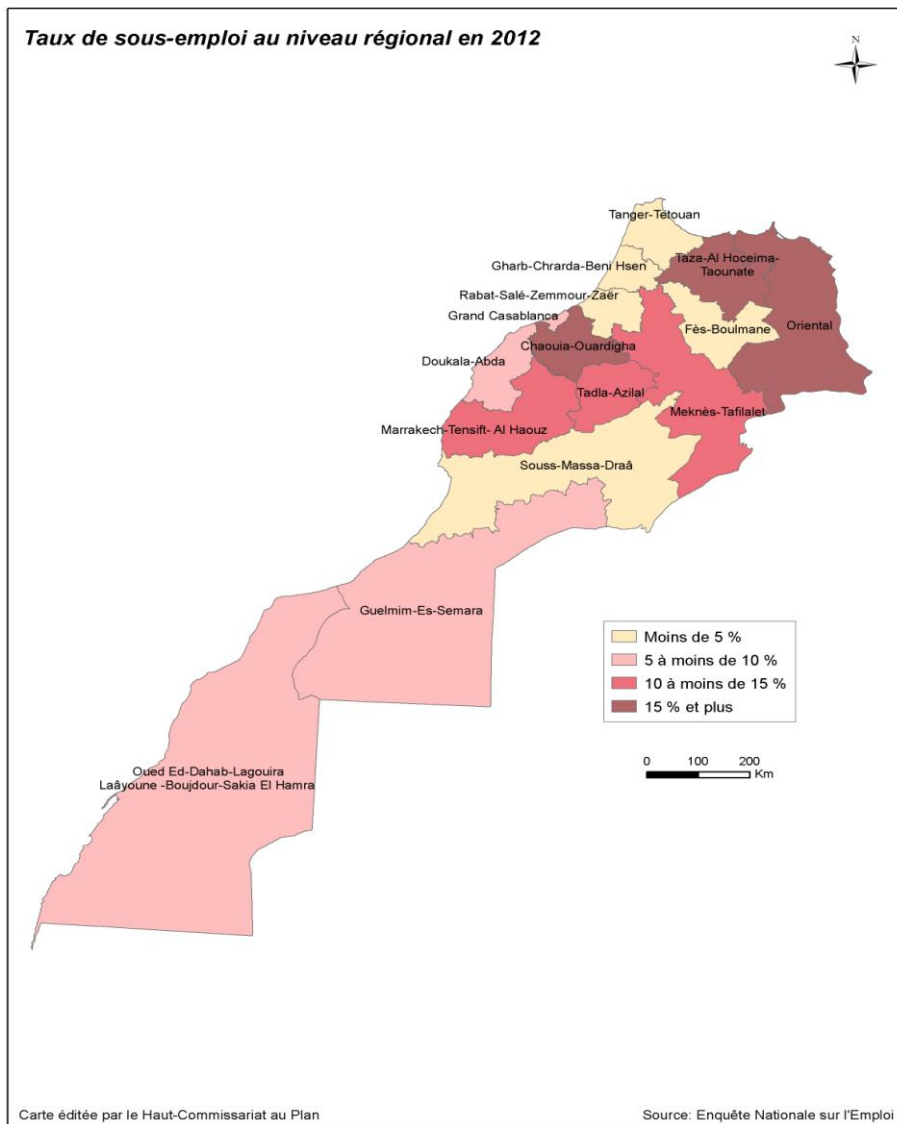 Taux de sous-emploi au niveau régional en 2012
N
Tanger-Tétouan
Taza-Al Hoceima-
Taounate
Gharb-Chrarda-Beni Hsen
Rabat-Salé-Zemmour-Zaër
Grand Casablanca
Fès-Boulmane
Oriental
Chaouia-Ouardigha
Doukala-Abda
Tadla-Azilal
Meknès-Tafilalet
Marrakech-Tensift- Al Haouz
Souss-Massa-Draâ
Guelmim-Es-Semara
Moins de 5 %
5 à moins de 10 %
10 à moins de 15 %
15 % et plus
0 100 200
Km
Oued Ed-Dahab-Lagouira
Laâyoune -Boujdour-Sakia El Hamra
Carte éditée par le Haut-Commissariat au Plan
Source: Enquête Nationale sur l'Emploi